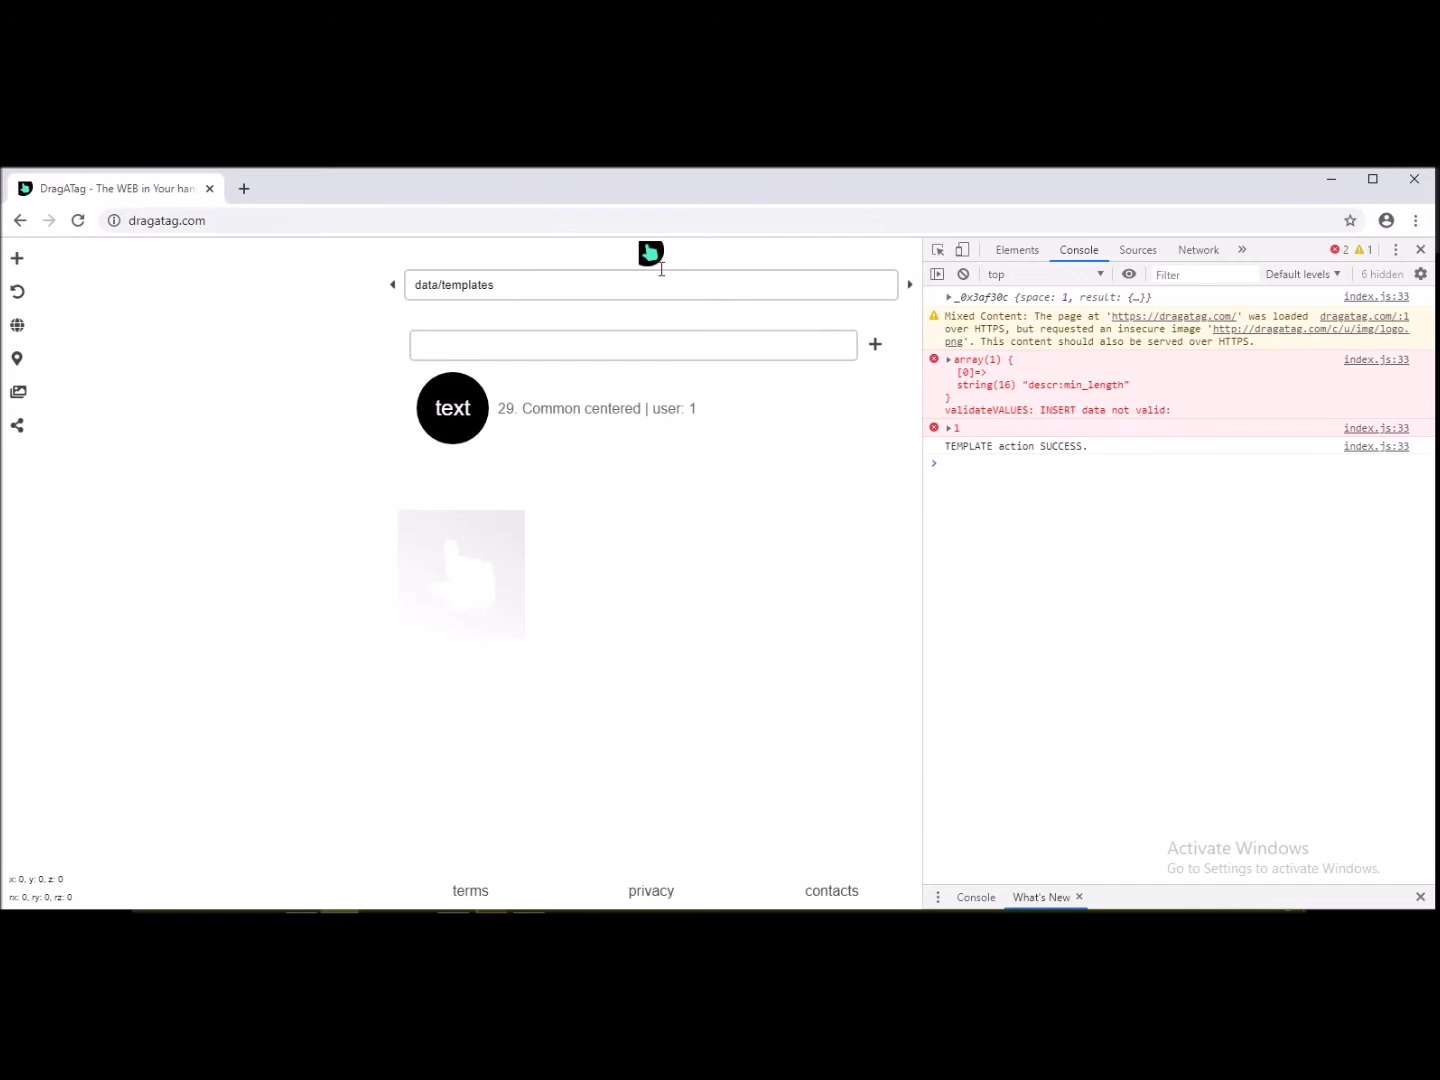 DragATag - The WEB in Your han
dragatag.com
data/templates
text
29. Common centered | user: 1
x: 0, y: 0, z: 0
rx: 0, ry: 0, rz: 0
terms
privacy
contacts
Elements
Console
Sources
Network
2
1
top
Filter
Default levels
6 hidden
_0x3af30c {space: 1, result: {…}}
index.js:33
Mixed Content: The page at 'https://dragatag.com/' was loaded
dragatag.com/:1
over HTTPS, but requested an insecure image 'http://dragatag.com/c/u/img/logo.
png'. This content should also be served over HTTPS.
array(1) {
index.js:33
[0]=>
string(16) "descr:min_length"
}
validateVALUES: INSERT data not valid:
1
index.js:33
TEMPLATE action SUCCESS.
index.js:33
Activate Windows
Go to Settings to activate Windows.
Console
What's New